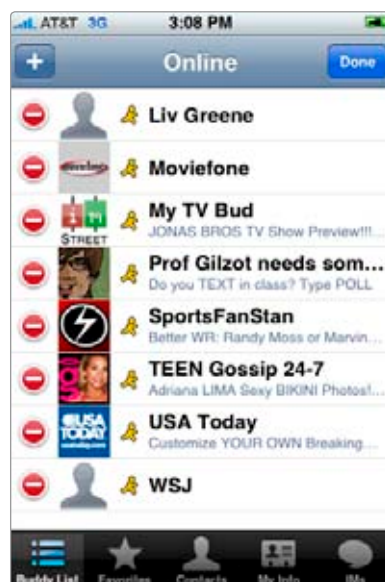 AT&T 3G 3:08 PM
+ Online Done
Liv Greene
Moviefone
My TV Bud
JONAS BROS TV Show Preview!!!...
STREET
Prof Gilzot needs som...
Do you TEXT in class? Type POLL
SportsFanStan
Better WR: Randy Moss or Marvin...
TEEN Gossip 24-7
Adriana LIMA Sexy BIKINI Photos!...
USA TODAY
USA Today
Customize YOUR OWN Breaking...
WSJ
Buddy List Favorites Contacts My Info IMs